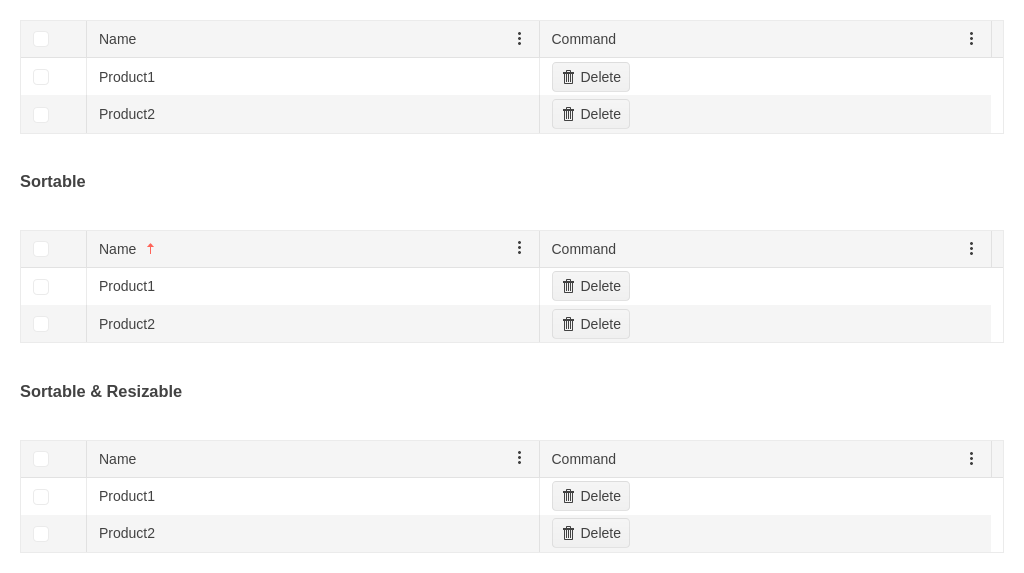 Name Command
Product1 Delete
Product2 Delete
Sortable
Name Command
Product1 Delete
Product2 Delete
Sortable & Resizable
Name Command
Product1 Delete
Product2 Delete